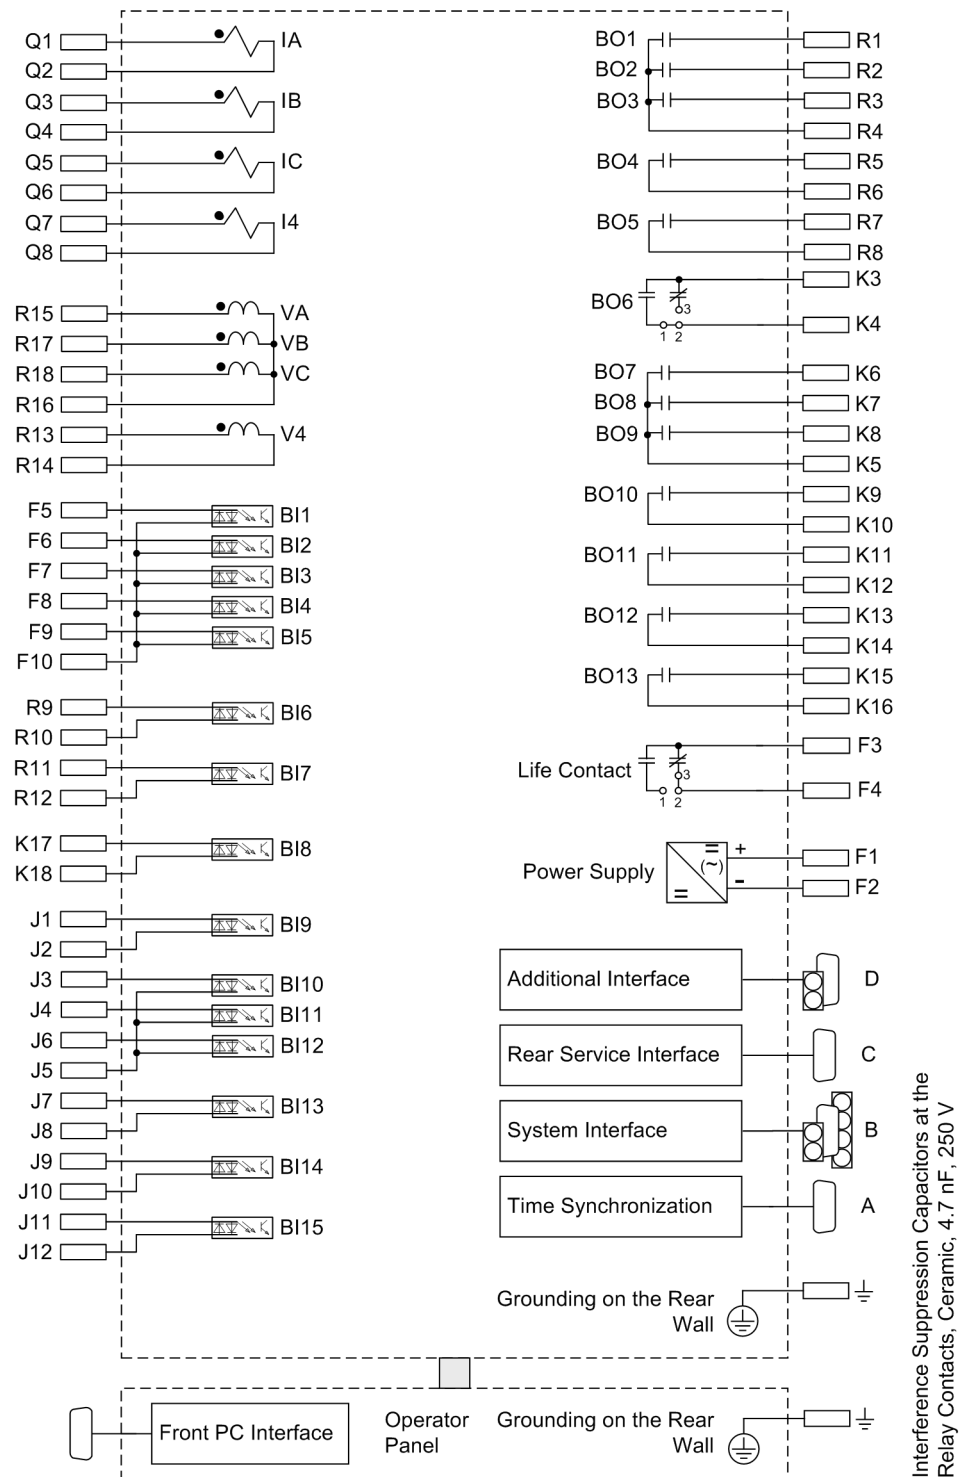 Q1
IA
Q2
Q3
IB
Q4
Q5
IC
Q6
Q7
I4
Q8
R15
VA
R17
VB
R18
VC
R16
R13
V4
R14
F5
BI1
F6
BI2
F7
BI3
F8
BI4
F9
BI5
F10
R9
BI6
R10
R11
BI7
R12
K17
BI8
K18
J1
BI9
J2
J3
BI10
J4
BI11
J6
BI12
J5
J7
BI13
J8
J9
BI14
J10
J11
BI15
J12
BO1
R1
BO2
R2
BO3
R3
R4
BO4
R5
R6
BO5
R7
R8
K3
BO6
3
K4
1 2
BO7
K6
BO8
K7
BO9
K8
K5
BO10
K9
K10
BO11
K11
K12
BO12
K13
K14
BO13
K15
K16
F3
Life Contact
3
F4
1 2
Power Supply
=
(~)
=
+
F1
-
F2
Additional Interface
D
Rear Service Interface
C
System Interface
B
Time Synchronization
A
Grounding on the Rear
Wall
Front PC Interface
Operator
Panel
Grounding on the Rear
Wall
Interference Suppression Capacitors at the
Relay Contacts, Ceramic, 4.7 nF, 250 V